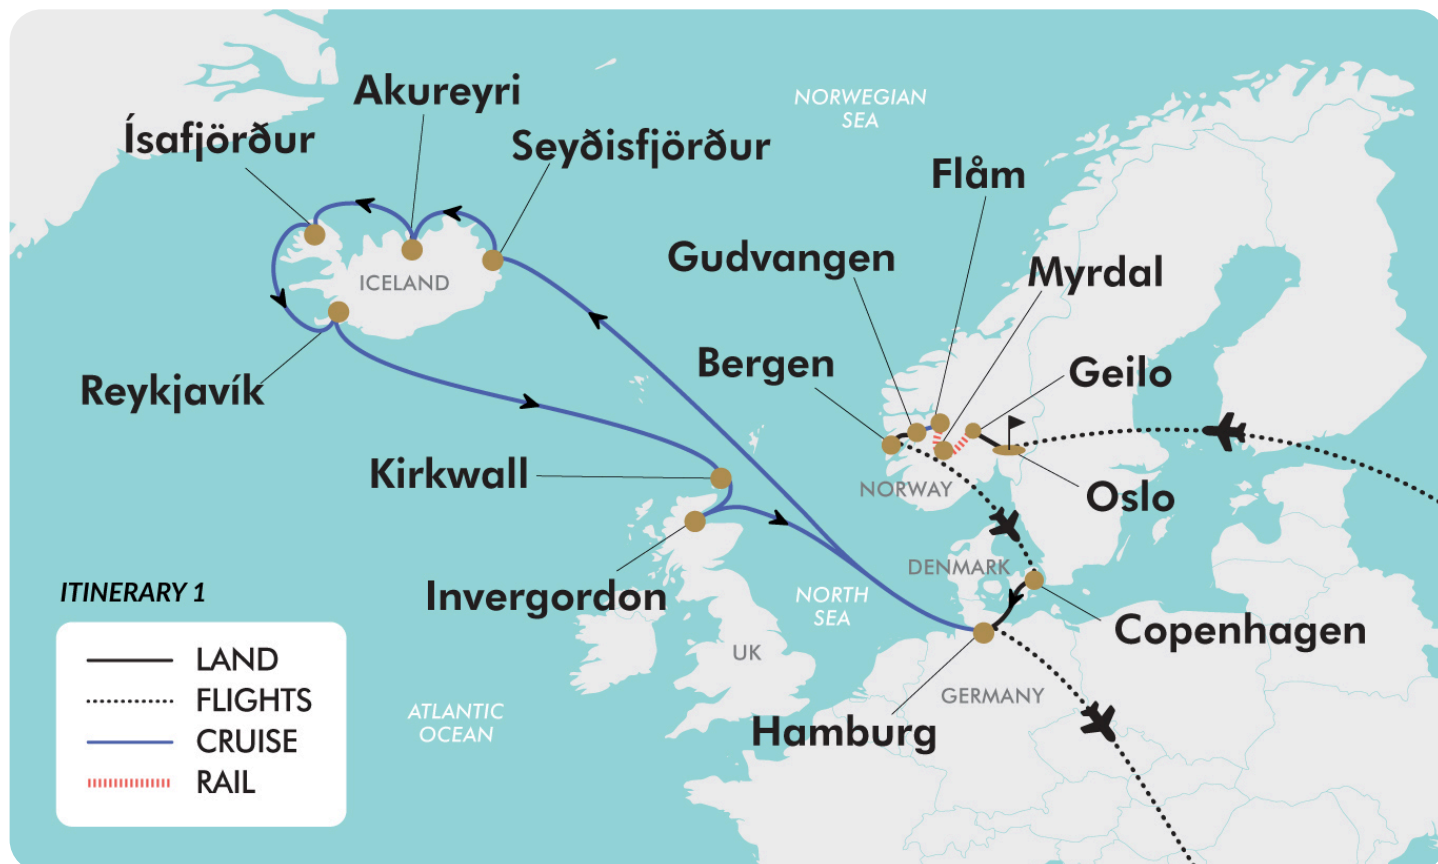 Akureyri
NORWEGIAN
SEA
Ísafjörður
Seyðisfjörður
Flåm
Gudvangen
Myrdal
ICELAND
Bergen
Geilo
Reykjavík
Kirkwall
NORWAY
Oslo
DENMARK
ITINERARY 1
Invergordon
NORTH
SEA
Copenhagen
LAND
FLIGHTS
CRUISE
RAIL
UK
GERMANY
ATLANTIC
OCEAN
Hamburg